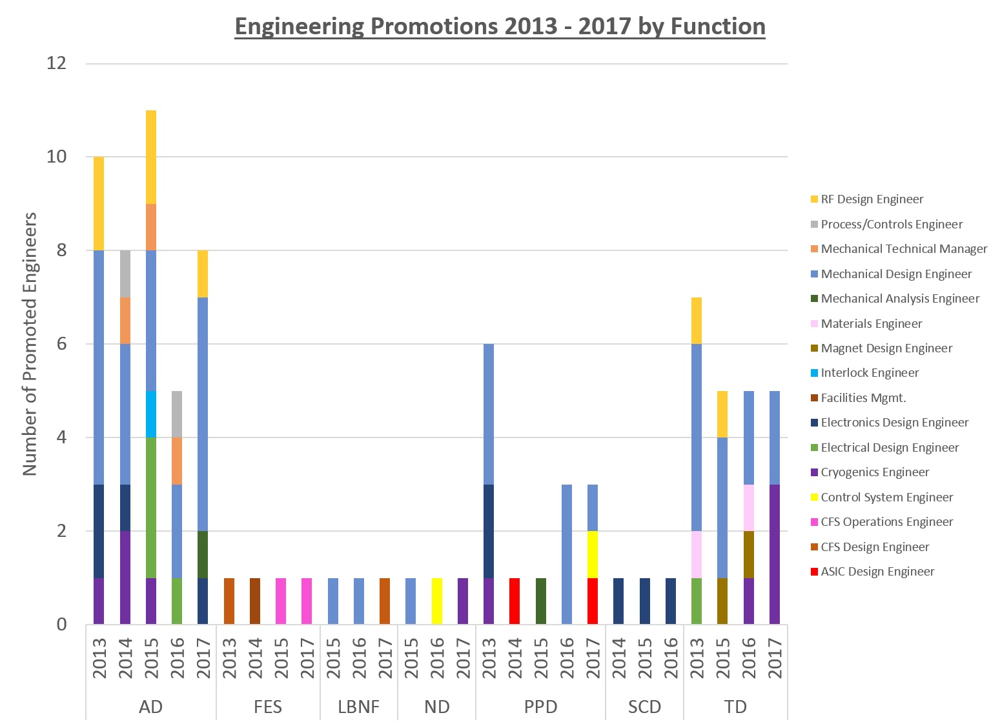 Engineering Promotions 2013 - 2017 by Function
Number of Promoted Engineers
12
10
8
6
4
2
0
2013 2014 2015 2016 2017 2013 2014 2015 2017 2015 2016 2017 2015 2016 2017 2013 2014 2015 2016 2017 2014 2015 2016 2013 2015 2016 2017
AD FES LBNF ND PPD SCD TD
RF Design Engineer
Process/Controls Engineer
Mechanical Technical Manager
Mechanical Design Engineer
Mechanical Analysis Engineer
Materials Engineer
Magnet Design Engineer
Interlock Engineer
Facilities Mgmt.
Electronics Design Engineer
Electrical Design Engineer
Cryogenics Engineer
Control System Engineer
CFS Operations Engineer
CFS Design Engineer
ASIC Design Engineer